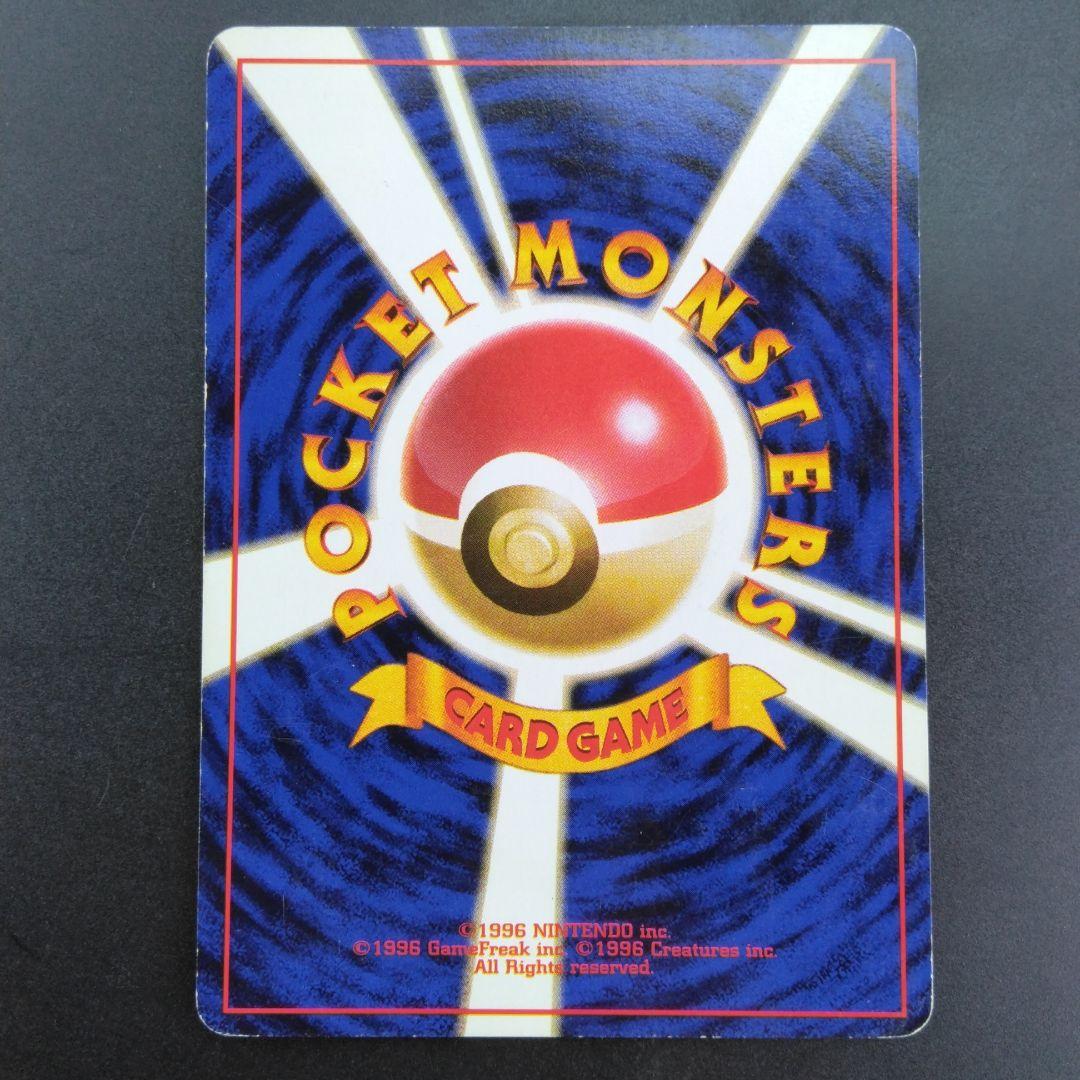 POCKET MONSTERS
CARD GAME
©1996 NINTENDO inc.
©1996 GameFreak inc. ©1996 Creatures inc.
All Rights reserved.